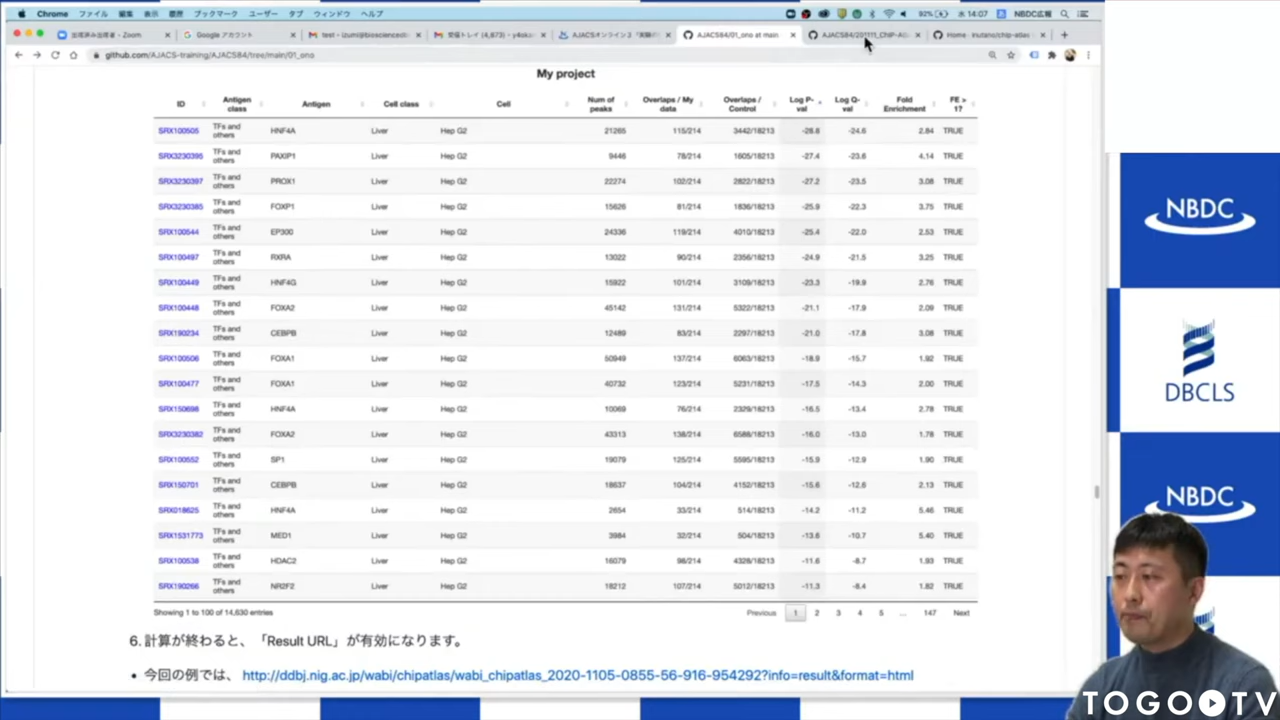 Chrome ファイル 編集 表示 履歴 ブックマーク ユーザー タブ ウィンドウ ヘルプ 92% 水 14:07 NBDC広報
Google アカウント
AJACS84/01_ono at main
github.com/AJACS-training/AJACS84/tree/main/01_ono
My project
ID Antigen class Antigen Cell class Cell Num of peaks Overlaps / My data Overlaps / Control Log P-val Log Q-val Fold Enrichment FE > 1?
SRX100505 TFs and others HNF4A Liver Hep G2 21265 115/214 3442/18213 -28.8 -24.6 2.84 TRUE
SRX3230395 TFs and others PAXIP1 Liver Hep G2 9446 78/214 1605/18213 -27.4 -23.6 4.14 TRUE
SRX3230397 TFs and others PROX1 Liver Hep G2 22274 102/214 2822/18213 -27.2 -23.5 3.08 TRUE
SRX3230385 TFs and others FOXP1 Liver Hep G2 15626 81/214 1836/18213 -25.9 -22.3 3.75 TRUE
SRX100544 TFs and others EP300 Liver Hep G2 24336 119/214 4010/18213 -25.4 -22.0 2.53 TRUE
SRX100497 TFs and others RXRA Liver Hep G2 13022 90/214 2356/18213 -24.9 -21.5 3.25 TRUE
SRX100449 TFs and others HNF4G Liver Hep G2 15922 101/214 3109/18213 -23.3 -19.9 2.76 TRUE
SRX100448 TFs and others FOXA2 Liver Hep G2 45142 131/214 5322/18213 -21.1 -17.9 2.09 TRUE
SRX190234 TFs and others CEBPB Liver Hep G2 12489 83/214 2297/18213 -21.0 -17.8 3.08 TRUE
SRX100506 TFs and others FOXA1 Liver Hep G2 50949 137/214 6063/18213 -18.9 -15.7 1.92 TRUE
SRX100477 TFs and others FOXA1 Liver Hep G2 40732 123/214 5231/18213 -17.5 -14.3 2.00 TRUE
SRX150698 TFs and others HNF4A Liver Hep G2 10069 76/214 2329/18213 -16.5 -13.4 2.78 TRUE
SRX3230382 TFs and others FOXA2 Liver Hep G2 43313 138/214 6588/18213 -16.0 -13.0 1.78 TRUE
SRX100552 TFs and others SP1 Liver Hep G2 19079 125/214 5595/18213 -15.9 -12.9 1.90 TRUE
SRX150701 TFs and others CEBPB Liver Hep G2 18637 104/214 4152/18213 -15.6 -12.6 2.13 TRUE
SRX018625 TFs and others HNF4A Liver Hep G2 2654 33/214 514/18213 -14.2 -11.2 5.46 TRUE
SRX1531773 TFs and others MED1 Liver Hep G2 3984 32/214 504/18213 -13.6 -10.7 5.40 TRUE
SRX100538 TFs and others HDAC2 Liver Hep G2 16079 98/214 4328/18213 -11.6 -8.7 1.93 TRUE
SRX190266 TFs and others NR2F2 Liver Hep G2 18212 107/214 5012/18213 -11.3 -8.4 1.82 TRUE
Showing 1 to 100 of 14,630 entries Previous 1 2 3 4 5 ... 147 Next
6. 計算が終わると、「Result URL」が有効になります。
• 今回の例では、 http://ddbj.nig.ac.jp/wabi/chipatlas/wabi_chipatlas_2020-1105-0855-56-916-954292?info=result&format=html
NBDC
DBCLS
NBDC
TOGO TV